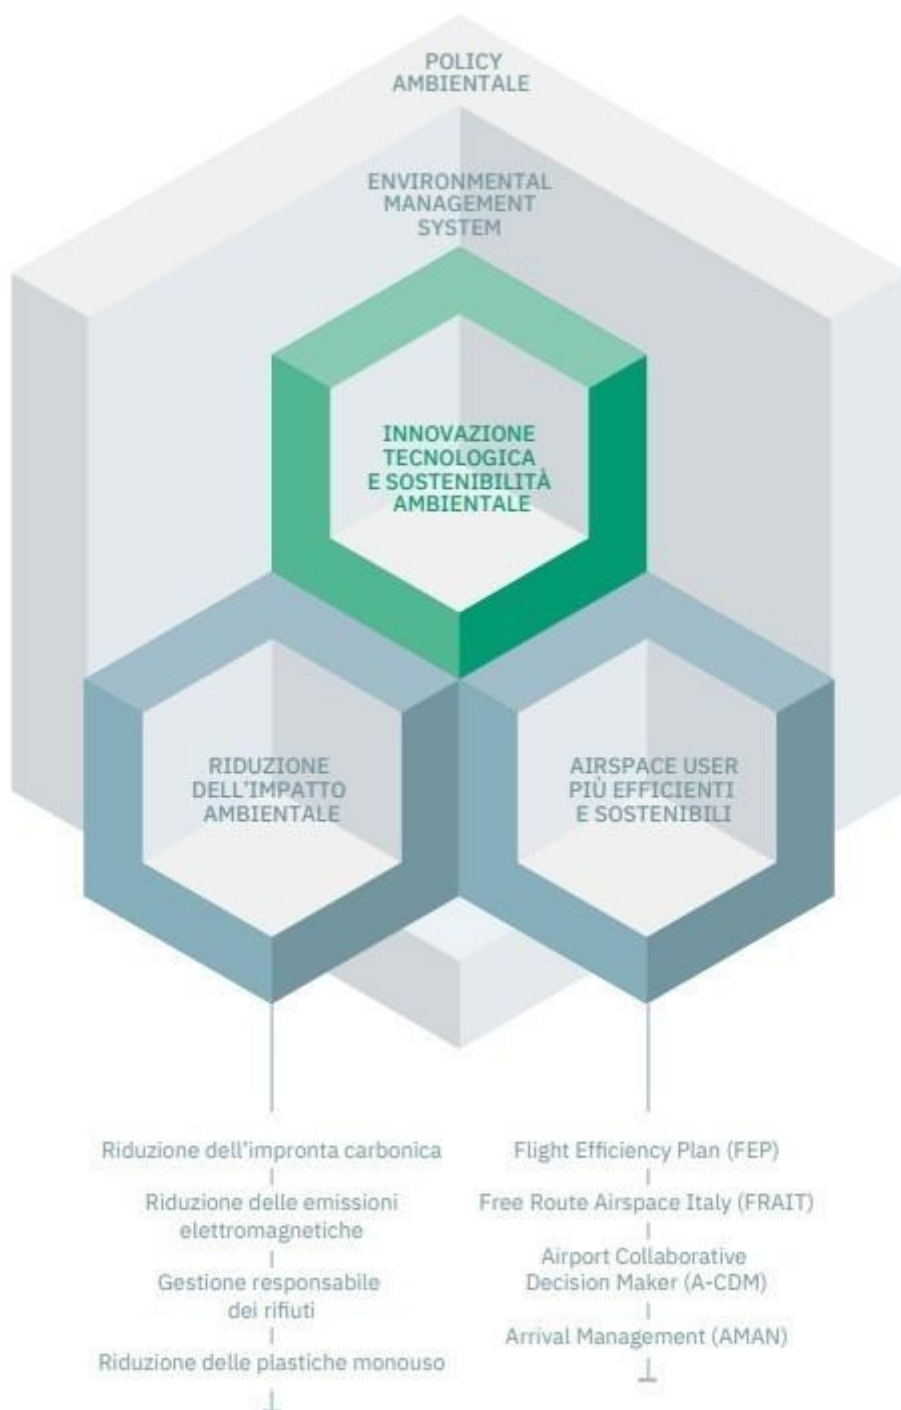 POLICY
AMBIENTALE
ENVIRONMENTAL
MANAGEMENT
SYSTEM
INNOVAZIONE
TECNOLOGICA
E SOSTENIBILITÀ
AMBIENTALE
RIDUZIONE
DELL'IMPATTO
AMBIENTALE
AIRSPACE USER
PIÙ EFFICIENTI
E SOSTENIBILI
Riduzione dell'impronta carbonica
Riduzione delle emissioni
elettromagnetiche
Gestione responsabile
dei rifiuti
Riduzione delle plastiche monouso
Flight Efficiency Plan (FEP)
Free Route Airspace Italy (FRAIT)
Airport Collaborative
Decision Maker (A-CDM)
Arrival Management (AMAN)